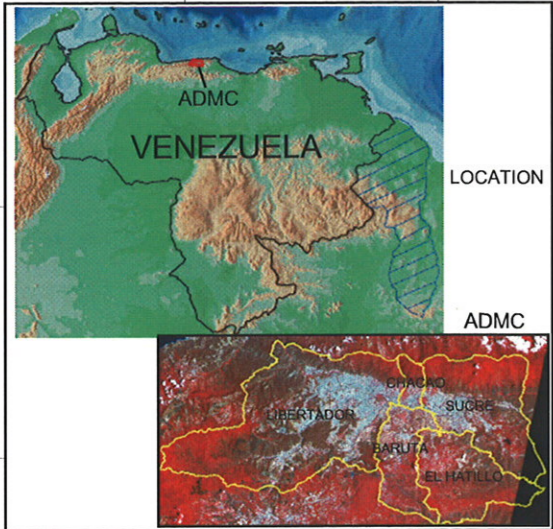 ADMC
VENEZUELA
LOCATION
ADMC
CHACAO
LIBERTADOR
SUCRE
BARUTA
EL HATILLO